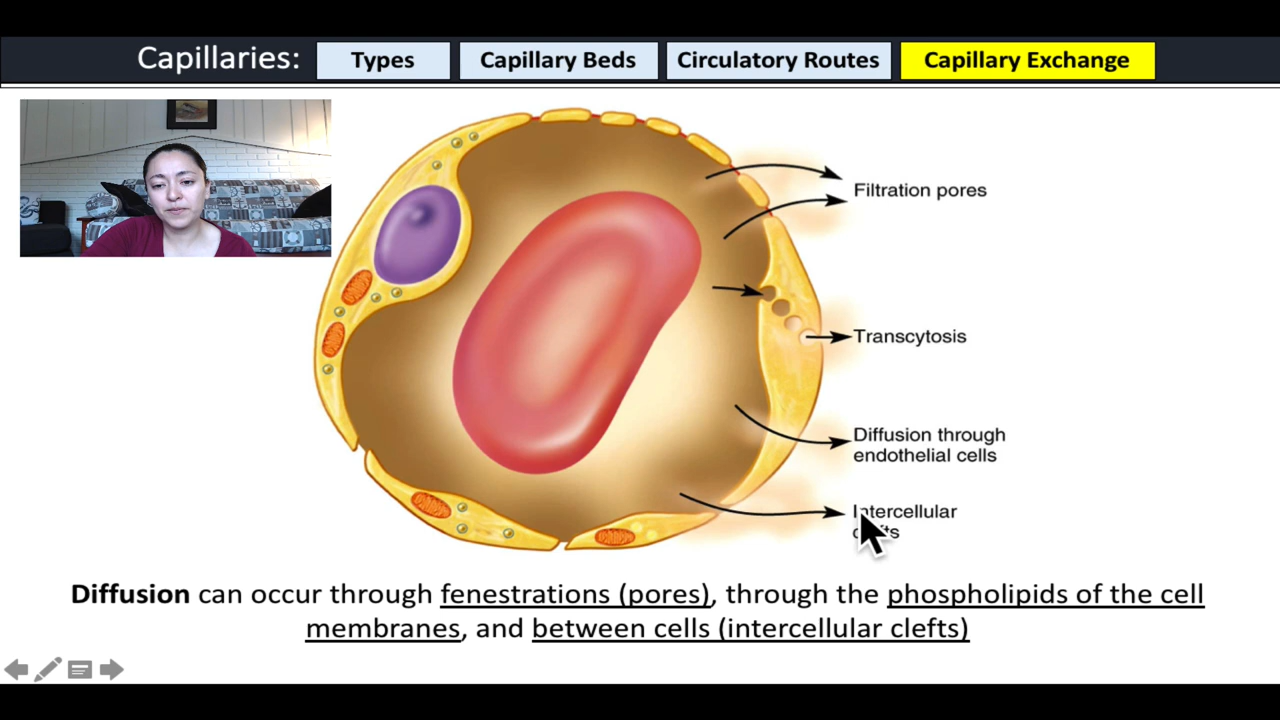 Capillaries: Types Capillary Beds Circulatory Routes Capillary Exchange
Filtration pores
Transcytosis
Diffusion through
endothelial cells
Intercellular
clefts
Diffusion can occur through fenestrations (pores), through the phospholipids of the cell
membranes, and between cells (intercellular clefts)